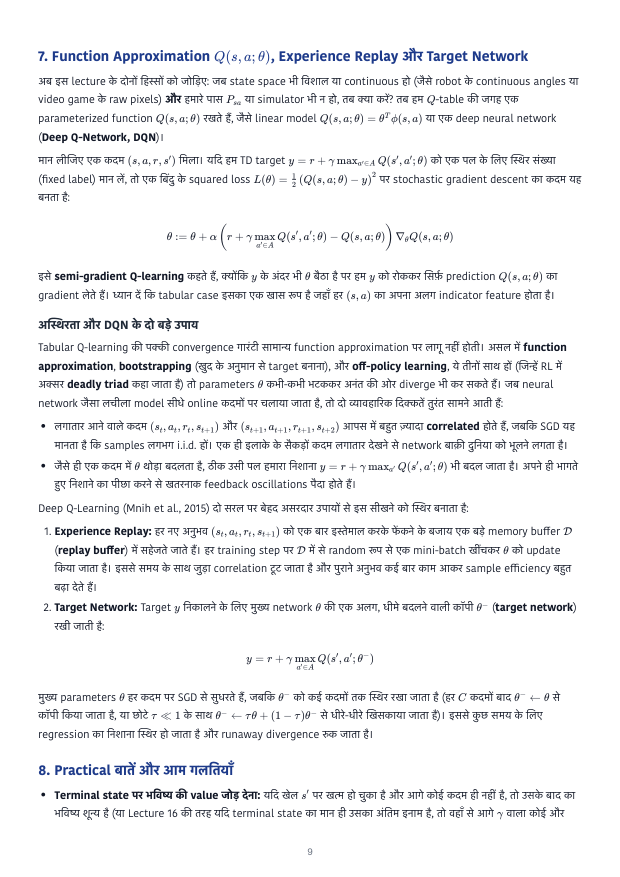 7. Function Approximation Q(s, a; θ), Experience Replay और Target Network
अब इस lecture के दोनों हिस्सों को जोड़िए: जब state space भी विशाल या continuous हो (जैसे robot के continuous angles या
video game के raw pixels) और हमारे पास P_sa या simulator भी न हो, तब क्या करें? तब हम Q-table की जगह एक
parameterized function Q(s, a; θ) रखते हैं, जैसे linear model Q(s, a; θ) = θ^T ϕ(s, a) या एक deep neural network
(Deep Q-Network, DQN)।
मान लीजिए एक कदम (s, a, r, s′) मिला। यदि हम TD target y = r + γ max_{a′∈A} Q(s′, a′; θ) को एक पल के लिए स्थिर संख्या
(fixed label) मान लें, तो एक बिंदु के squared loss L(θ) = ½ (Q(s, a; θ) − y)² पर stochastic gradient descent का कदम यह
बनता है:
θ := θ + α (r + γ max_{a′∈A} Q(s′, a′; θ) − Q(s, a; θ)) ∇_θ Q(s, a; θ)
इसे semi-gradient Q-learning कहते हैं, क्योंकि y के अंदर भी θ बैठा है पर हम y को रोककर सिर्फ़ prediction Q(s, a; θ) का
gradient लेते हैं। ध्यान दें कि tabular case इसका एक खास रूप है जहाँ हर (s, a) का अपना अलग indicator feature होता है।
अस्थिरता और DQN के दो बड़े उपाय
Tabular Q-learning की पक्की convergence गारंटी सामान्य function approximation पर लागू नहीं होती। असल में function
approximation, bootstrapping (खुद के अनुमान से target बनाना), और off-policy learning, ये तीनों साथ हों (जिन्हें RL में
अक्सर deadly triad कहा जाता है) तो parameters θ कभी-कभी भटककर अनंत की ओर diverge भी कर सकते हैं। जब neural
network जैसा लचीला model सीधे online कदमों पर चलाया जाता है, तो दो व्यावहारिक दिक्कतें तुरंत सामने आती हैं:
• लगातार आने वाले कदम (s_t, a_t, r_t, s_{t+1}) और (s_{t+1}, a_{t+1}, r_{t+1}, s_{t+2}) आपस में बहुत ज़्यादा correlated होते हैं, जबकि SGD यह
मानता है कि samples लगभग i.i.d. हों। एक ही इलाके के सैकड़ों कदम लगातार देखने से network बाक़ी दुनिया को भूलने लगता है।
• जैसे ही एक कदम में θ थोड़ा बदलता है, ठीक उसी पल हमारा निशाना y = r + γ max_{a′} Q(s′, a′; θ) भी बदल जाता है। अपने ही भागते
हुए निशाने का पीछा करने से खतरनाक feedback oscillations पैदा होते हैं।
Deep Q-Learning (Mnih et al., 2015) दो सरल पर बेहद असरदार उपायों से इस सीखने को स्थिर बनाता है:
1. Experience Replay: हर नए अनुभव (s_t, a_t, r_t, s_{t+1}) को एक बार इस्तेमाल करके फेंकने के बजाय एक बड़े memory buffer 𝒟
(replay buffer) में सहेजते जाते हैं। हर training step पर 𝒟 में से random रूप से एक mini-batch खींचकर θ को update
किया जाता है। इससे समय के साथ जुड़ा correlation टूट जाता है और पुराने अनुभव कई बार काम आकर sample efficiency बहुत
बढ़ा देते हैं।
2. Target Network: Target y निकालने के लिए मुख्य network θ की एक अलग, धीमे बदलने वाली कॉपी θ⁻ (target network)
रखी जाती है:
y = r + γ max_{a′∈A} Q(s′, a′; θ⁻)
मुख्य parameters θ हर कदम पर SGD से सुधरते हैं, जबकि θ⁻ को कई कदमों तक स्थिर रखा जाता है (हर C कदमों बाद θ⁻ ← θ से
कॉपी किया जाता है, या छोटे τ ≪ 1 के साथ θ⁻ ← τθ + (1 − τ)θ⁻ से धीरे-धीरे खिसकाया जाता है)। इससे कुछ समय के लिए
regression का निशाना स्थिर हो जाता है और runaway divergence रुक जाता है।
8. Practical बातें और आम गलतियाँ
• Terminal state पर भविष्य की value जोड़ देना: यदि खेल s′ पर खत्म हो चुका है और आगे कोई कदम ही नहीं है, तो उसके बाद का
भविष्य शून्य है (या Lecture 16 की तरह यदि terminal state का मान ही उसका अंतिम इनाम है, तो वहाँ से आगे γ वाला कोई और
9